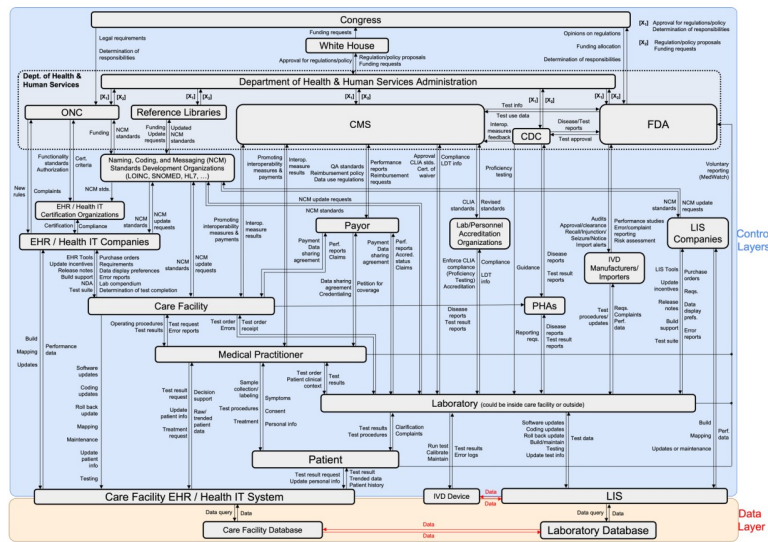 Congress
[X₁] Approval for regulations/policy
Determination of responsibilities
[X₂] Regulation/policy proposals
Funding requests
Legal requirements
Determination of
responsibilities
Funding requests
White House
Approval for regulations/policy
Regulation/policy proposals
Funding requests
Opinions on regulations
Funding allocation
Determination of responsibilities
Dept. of Health &
Human Services
Department of Health & Human Services Administration
[X₁]
[X₂]
[X₁]
[X₂]
[X₁]
[X₂]
[X₁]
[X₂]
[X₁]
[X₂]
ONC
Reference Libraries
CMS
CDC
FDA
Test info
Test use data
Interop.
measures
feedback
Disease/Test
reports
Test approval
Funding
NCM
standards
Funding
Update
requests
Updated
NCM
standards
Functionality
standards
Authorization
Cert.
criteria
Naming, Coding, and Messaging (NCM)
Standards Development Organizations
(LOINC, SNOMED, HL7, ...)
Promoting
interoperability
measures &
payments
Interop.
measure
results
QA standards
Reimbursement policy
Data use regulations
Performance
reports
Reimbursement
requests
Approval
CLIA stds.
Cert. of
waiver
Compliance
LDT info
Proficiency
testing
Voluntary
reporting
(MedWatch)
New
rules
Complaints
NCM stds.
EHR / Health IT
Certification Organizations
Certification
Compliance
NCM
standards
NCM
update
requests
Promoting
interoperability
measures &
payments
Interop.
measure
results
NCM update requests
NCM standards
CLIA
standards
Revised
standards
NCM
standards
NCM update
requests
EHR / Health IT Companies
Payor
Lab/Personnel
Accreditation
Organizations
Audits
Approval/clearance
Recall/Injunction/
Seizure/Notice
Import alerts
Performance studies
Error/complaint
reporting
Risk assessment
LIS
Companies
Control
Layers
EHR Tools
Update incentives
Release notes
Build support
NDA
Test suite
Purchase orders
Requirements
Data display preferences
Error reports
Lab compendium
Determination of test completion
NCM
standards
NCM
update
requests
Payment
Data
sharing
agreement
Perf.
reports
Claims
Payment
Data
sharing
agreement
Perf.
reports
Accred.
status
Claims
Data sharing
agreement
Credentialing
Petition for
coverage
Enforce CLIA
compliance
(Proficiency
Testing)
Accreditation
Compliance
LDT
info
Guidance
Disease
reports
Test result
reports
IVD
Manufacturers/
Importers
LIS Tools
Update
incentives
Release
notes
Build
support
Test suite
Purchase
orders
Reqs.
Data
display
prefs.
Error
reports
Care Facility
PHAs
Operating procedures
Test results
Test request
Error reports
Test order
Errors
Test order
receipt
Disease
reports
Test result
reports
Reporting
reqs.
Disease
reports
Test result
reports
Test
procedures/
updates
Reqs.
Complaints
Perf.
data
Build
Mapping
Updates
Performance
data
Medical Practitioner
Software
updates
Coding
updates
Roll back
update
Mapping
Maintenance
Update
patient
info
Testing
Test result
request
Update
patient info
Treatment
request
Decision
support
Raw/
trended
patient
data
Sample
collection/
labeling
Test procedures
Treatment
Symptoms
Consent
Personal info
Test order
Patient clinical
context
Test
results
Laboratory (could be inside care facility or outside)
Test results
Test procedures
Clarification
Complaints
Run test
Calibrate
Maintain
Test results
Error logs
Software updates
Coding updates
Roll back update
Build/maintain
Testing
Update test info
Test data
Build
Mapping
Updates or maintenance
Perf.
data
Patient
Test result request
Update personal info
Test result
Trended data
Patient history
Care Facility EHR / Health IT System
IVD Device
Data
Data
LIS
Data query
Data
Data query
Data
Care Facility Database
Data
Data
Laboratory Database
Data
Layer